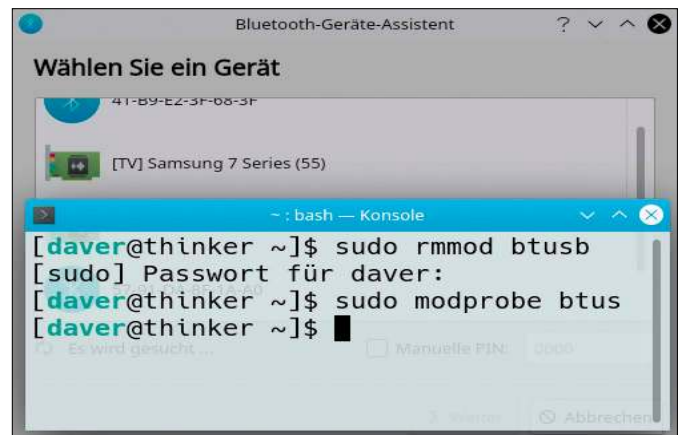 Bluetooth-Geräte-Assistent
Wählen Sie ein Gerät
41-B9-E2-3F-68-3F
[TV] Samsung 7 Series (55)
~ : bash — Konsole
[daver@thinker ~]$ sudo rmmod btusb
[sudo] Passwort für daver:
[daver@thinker ~]$ sudo modprobe btus
[daver@thinker ~]$
Es wird gesucht ...
Manuelle PIN:
0000
Weiter
Abbrechen